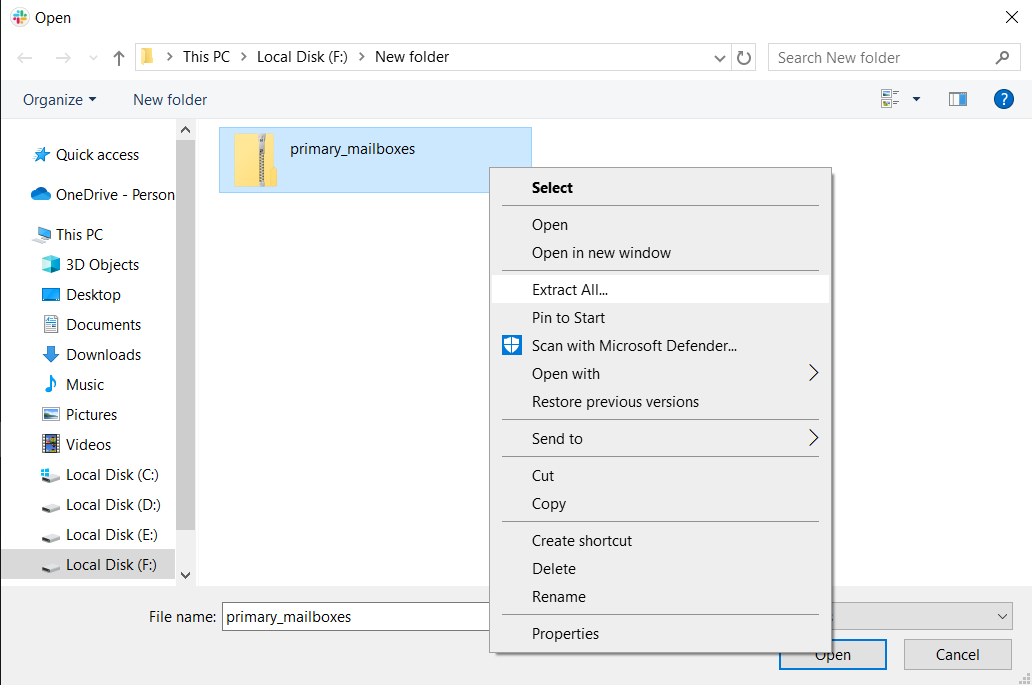 Open
This PC
Local Disk (F:)
New folder
Search New folder
Organize
New folder
?
Quick access
OneDrive - Person
This PC
3D Objects
Desktop
Documents
Downloads
Music
Pictures
Videos
Local Disk (C:)
Local Disk (D:)
Local Disk (E:)
Local Disk (F:)
primary_mailboxes
Select
Open
Open in new window
Extract All...
Pin to Start
Scan with Microsoft Defender...
Open with
Restore previous versions
Send to
Cut
Copy
Create shortcut
Delete
Rename
Properties
File name: primary_mailboxes
Open
Cancel